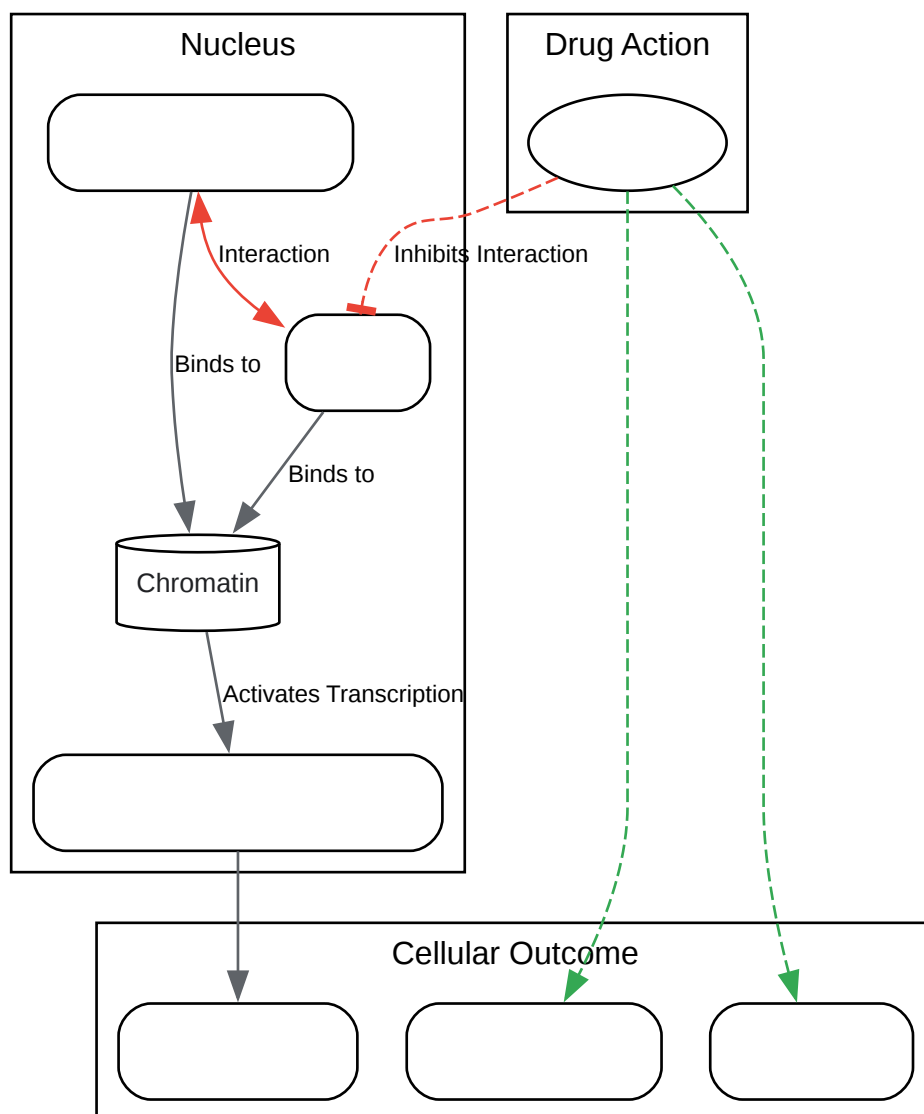 Nucleus
Drug Action
Interaction
Inhibits Interaction
Binds to
Binds to
Chromatin
Activates Transcription
Cellular Outcome